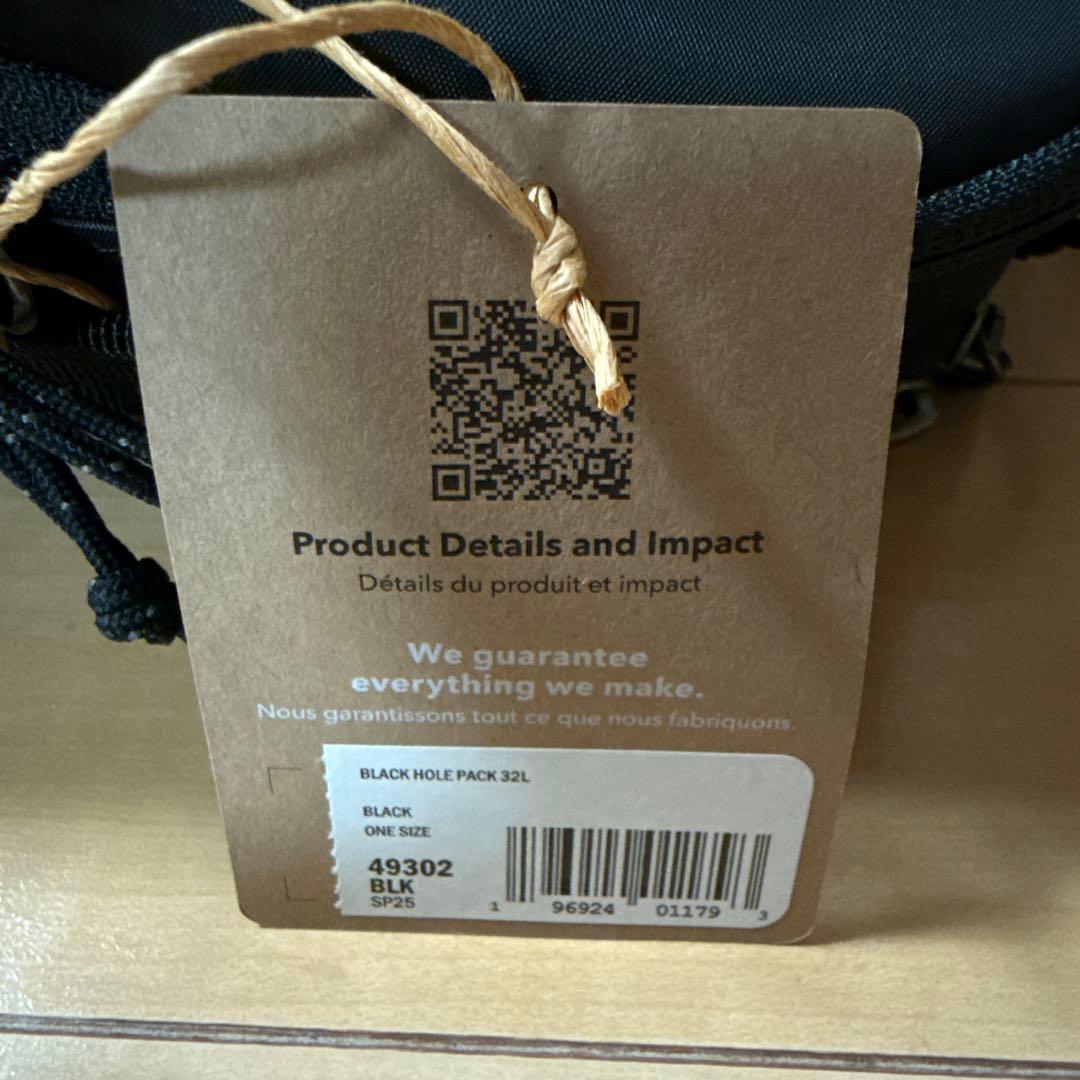 Product Details and Impact
Détails du produit et impact
We guarantee
everything we make.
Nous garantissons tout ce que nous fabriquons.
BLACK HOLE PACK 32L
BLACK
ONE SIZE
49302
BLK
SP25
1 96924 01179 3